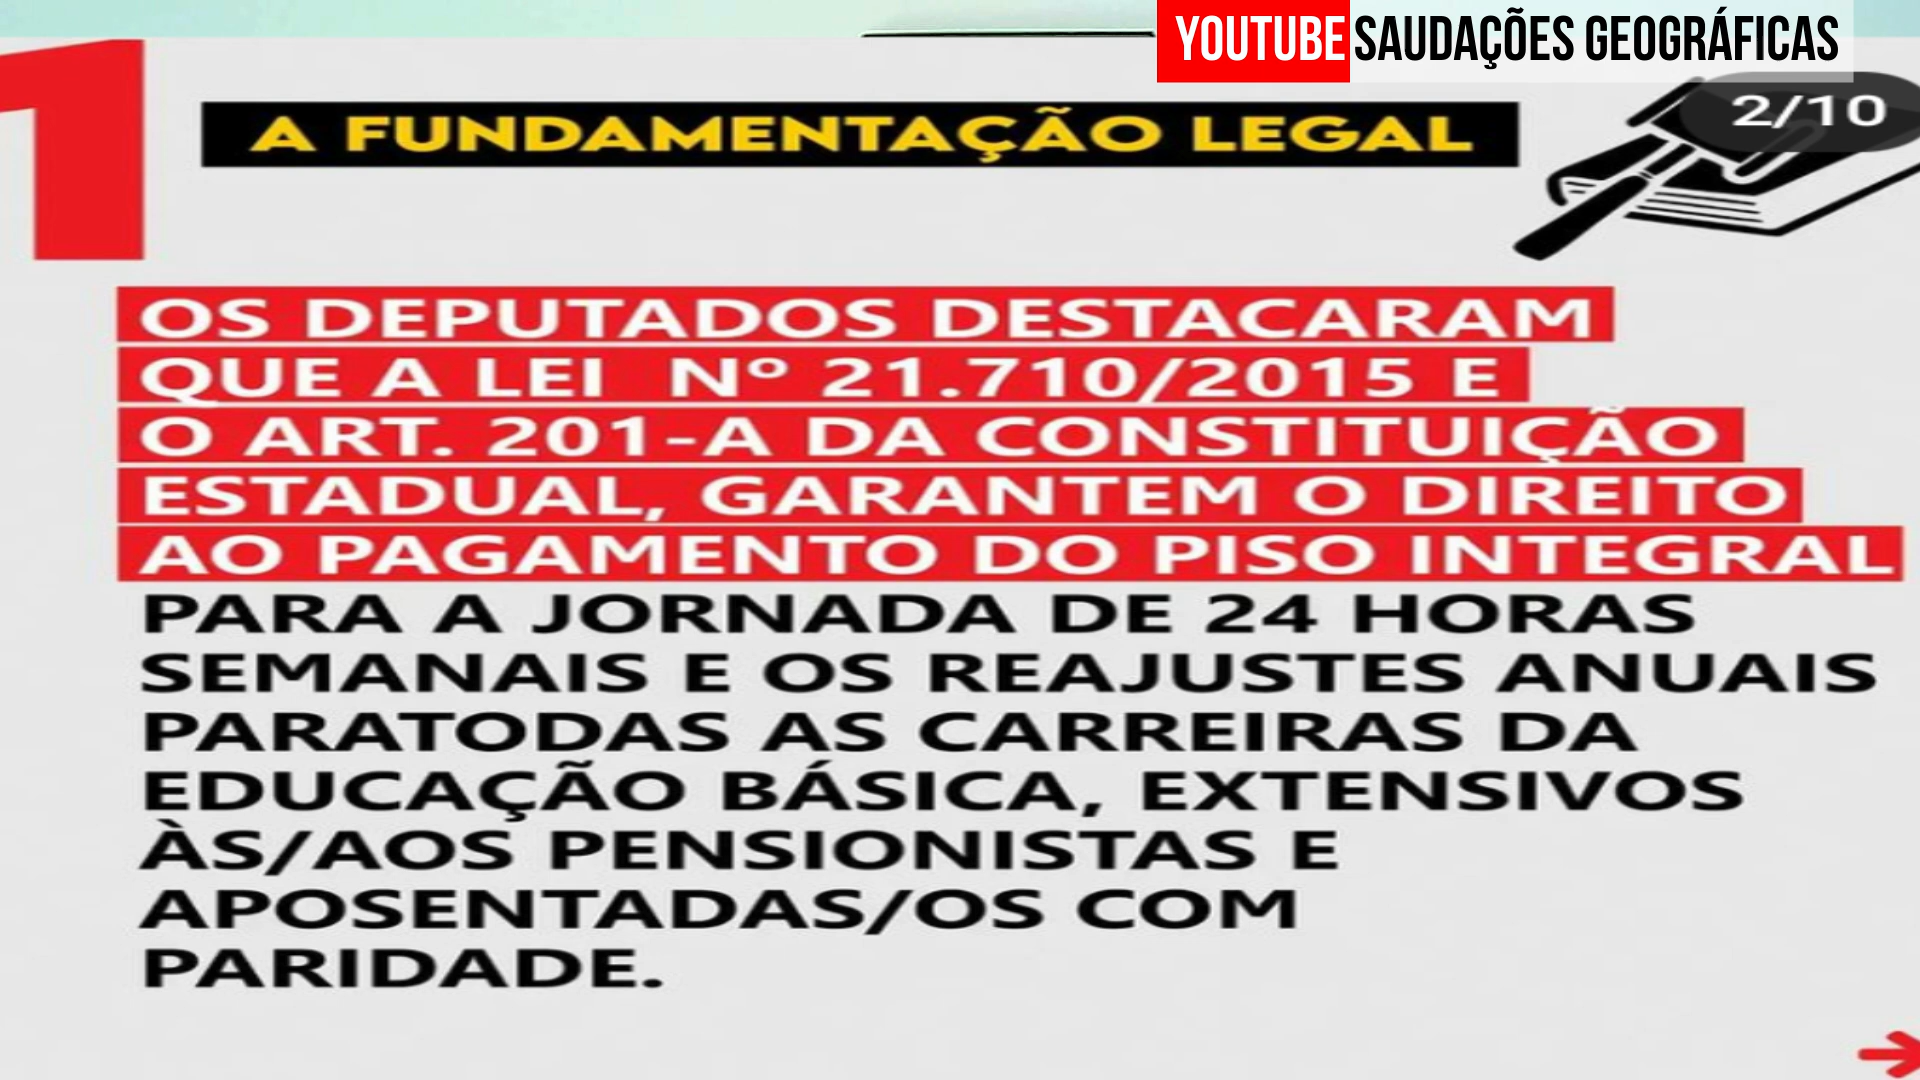 YOUTUBE SAUDAÇÕES GEOGRÁFICAS
2/10
1
A FUNDAMENTAÇÃO LEGAL
OS DEPUTADOS DESTACARAM
QUE A LEI Nº 21.710/2015 E
O ART. 201-A DA CONSTITUIÇÃO
ESTADUAL, GARANTEM O DIREITO
AO PAGAMENTO DO PISO INTEGRAL
PARA A JORNADA DE 24 HORAS
SEMANAIS E OS REAJUSTES ANUAIS
PARATODAS AS CARREIRAS DA
EDUCAÇÃO BÁSICA, EXTENSIVOS
ÀS/AOS PENSIONISTAS E
APOSENTADAS/OS COM
PARIDADE.